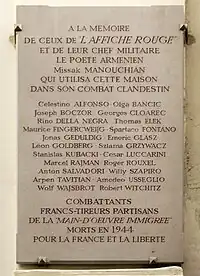 A LA MEMOIRE
DE CEUX DE "L'AFFICHE ROUGE"
ET DE LEUR CHEF MILITAIRE
LE POETE ARMENIEN
Missak MANOUCHIAN
QUI UTILISA CETTE MAISON
DANS SON COMBAT CLANDESTIN
Celestino ALFONSO - Olga BANCIC
Joseph BOCZOR - Georges CLOAREC
Rino DELLA NEGRA - Thomas ELEK
Maurice FINGERCWEIG - Spartaco FONTANO
Jonas GEDULDIG - Emeric GLASZ
Léon GOLDBERG - Szlama GRZYWACZ
Stanislas KUBACKI - Cesar LUCCARINI
Marcel RAJMAN - Roger ROUXEL
Anton SALVADORI - Willy SZAPIRO
Arpen TAVITIAN - Amedeo USSEGLIO
Wolf WAJSBROT - Robert WITCHITZ
COMBATTANTS
FRANCS-TIREURS PARTISANS
DE LA "MAIN-D'OEUVRE IMMIGREE"
MORTS EN 1944
POUR LA FRANCE ET LA LIBERTE